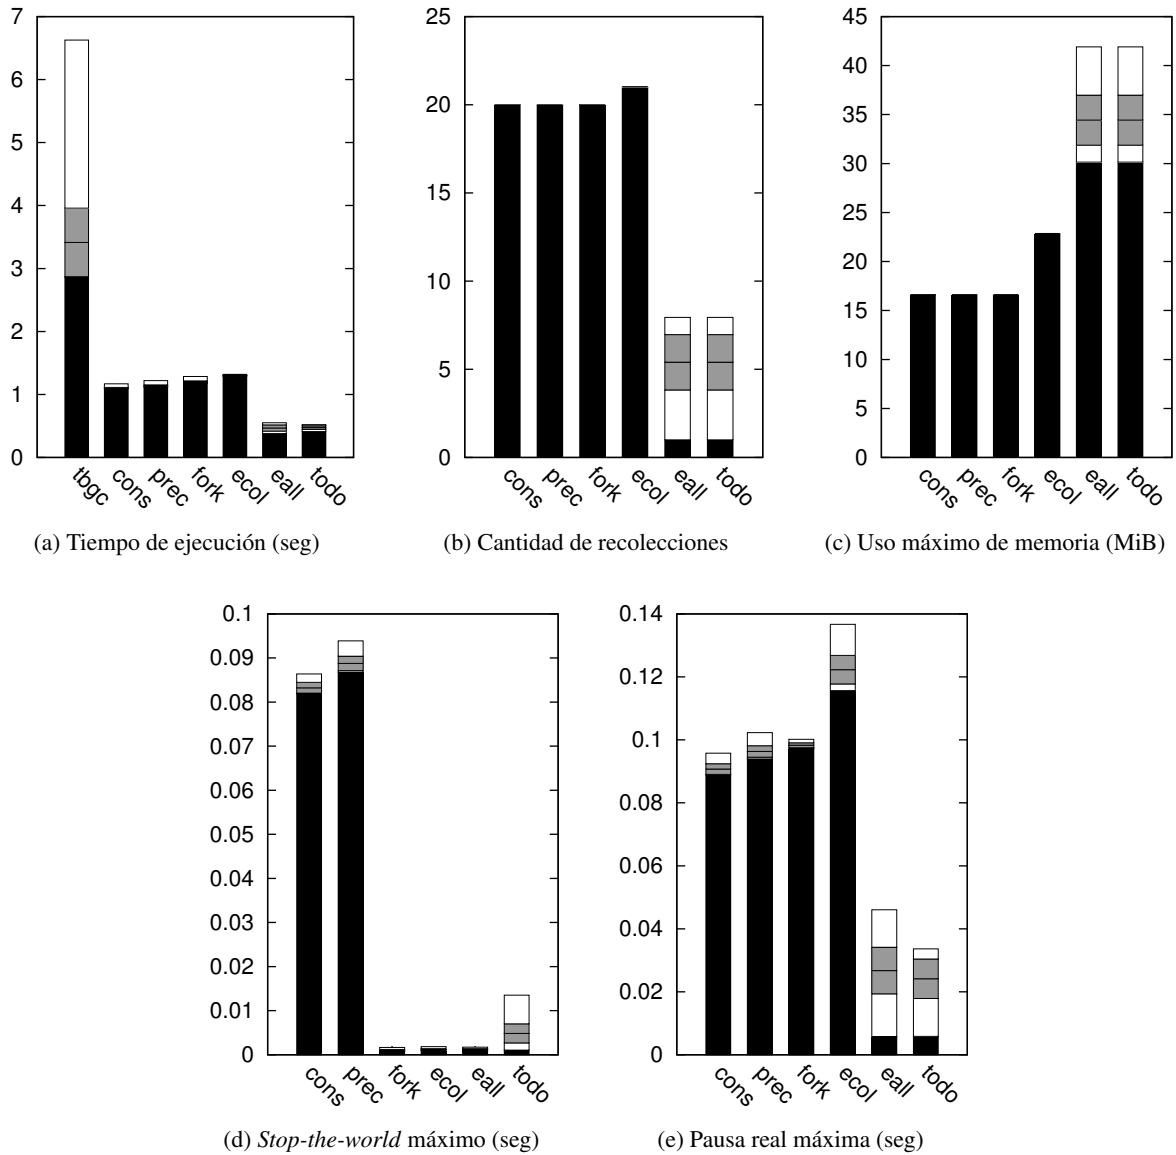 7
6
5
4
3
2
1
0
tbgc
cons
prec
fork
ecol
eall
todo
(a) Tiempo de ejecución (seg)
25
20
15
10
5
0
cons
prec
fork
ecol
eall
todo
(b) Cantidad de recolecciones
45
40
35
30
25
20
15
10
5
0
cons
prec
fork
ecol
eall
todo
(c) Uso máximo de memoria (MiB)
0.1
0.09
0.08
0.07
0.06
0.05
0.04
0.03
0.02
0.01
0
cons
prec
fork
ecol
eall
todo
(d) Stop-the-world máximo (seg)
0.14
0.12
0.1
0.08
0.06
0.04
0.02
0
cons
prec
fork
ecol
eall
todo
(e) Pausa real máxima (seg)